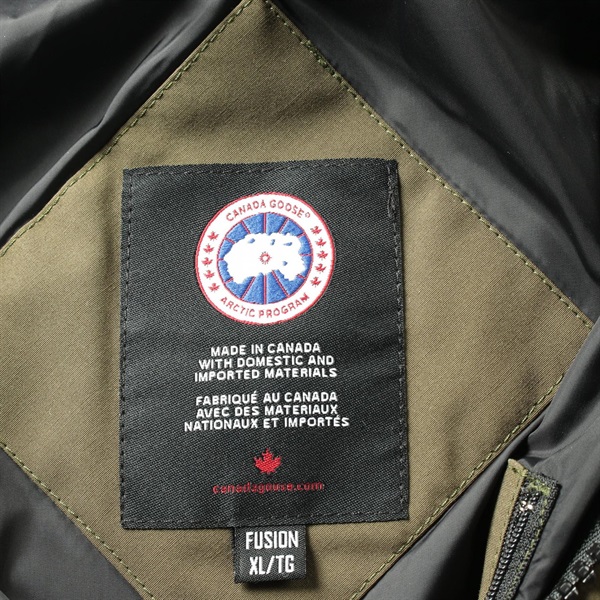 CANADA GOOSE®
ARCTIC PROGRAM
MADE IN CANADA
WITH DOMESTIC AND
IMPORTED MATERIALS
FABRIQUÉ AU CANADA
AVEC DES MATERIAUX
NATIONAUX ET IMPORTÉS
canadagoose.com
FUSION
XL/TG